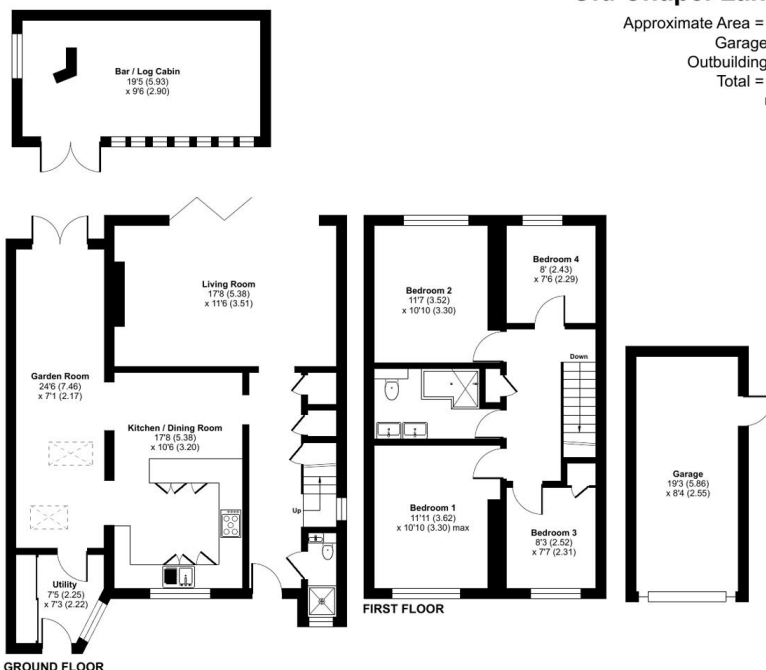 Approximate Area =
Garage
Outbuilding
Total =
Bar / Log Cabin
19'5 (5.93)
x 9'6 (2.90)
Living Room
17'8 (5.38)
x 11'6 (3.51)
Garden Room
24'6 (7.46)
x 7'1 (2.17)
Kitchen / Dining Room
17'8 (5.38)
x 10'6 (3.20)
Up
Utility
7'5 (2.25)
x 7'3 (2.22)
GROUND FLOOR
Bedroom 2
11'7 (3.52)
x 10'10 (3.30)
Bedroom 4
8' (2.43)
x 7'6 (2.29)
Down
Bedroom 1
11'11 (3.62)
x 10'10 (3.30) max
Bedroom 3
8'3 (2.52)
x 7'7 (2.31)
FIRST FLOOR
Garage
19'3 (5.86)
x 8'4 (2.55)